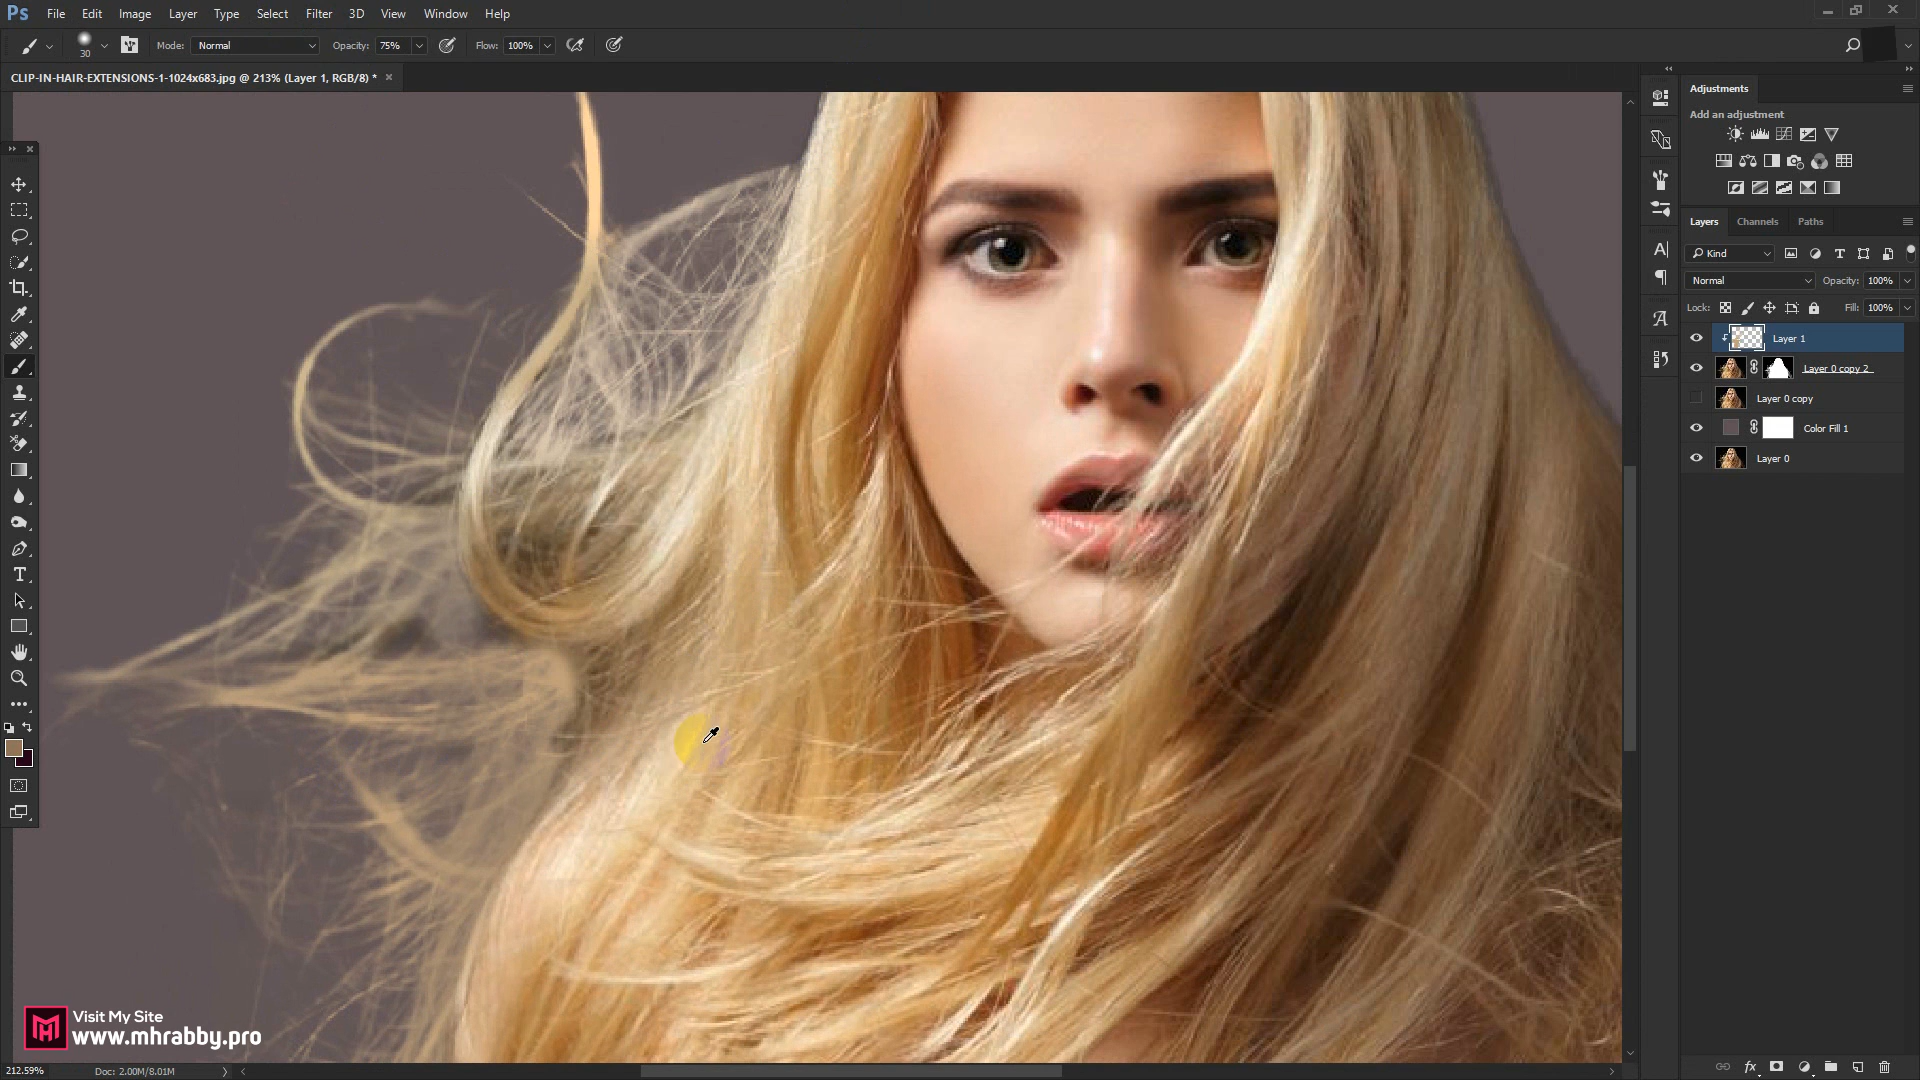 Ps File Edit Image Layer Type Select Filter 3D View Window Help
30 Mode: Normal Opacity: 75% Flow: 100%
CLIP-IN-HAIR-EXTENSIONS-1-1024x683.jpg @ 213% (Layer 1, RGB/8) *
Adjustments
Add an adjustment
Layers Channels Paths
Kind
Normal Opacity: 100%
Lock: Fill: 100%
Layer 1
Layer 0 copy 2
Layer 0 copy
Color Fill 1
Layer 0
Visit My Site
www.mhrabby.pro
212.59% Doc: 2.00M/8.01M